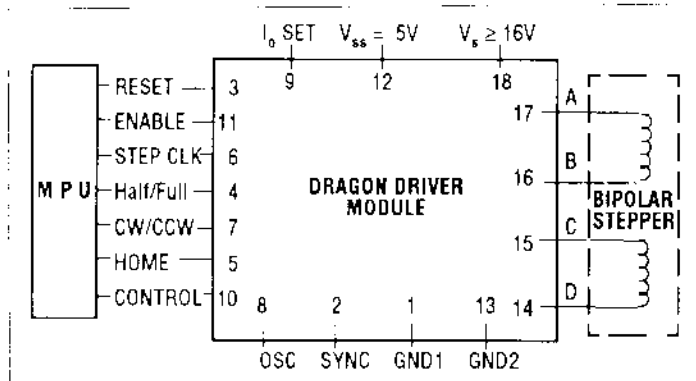 I₀ SET Vss = 5V Vs ≥ 16V
9 12 18
RESET 3
ENABLE 11
STEP CLK 6
MPU Half/Full 4
CW/CCW 7
HOME 5
CONTROL 10
DRAGON DRIVER
MODULE
17 A
16 B
15 C
14 D
BIPOLAR
STEPPER
8 2 1 13
OSC SYNC GND1 GND2